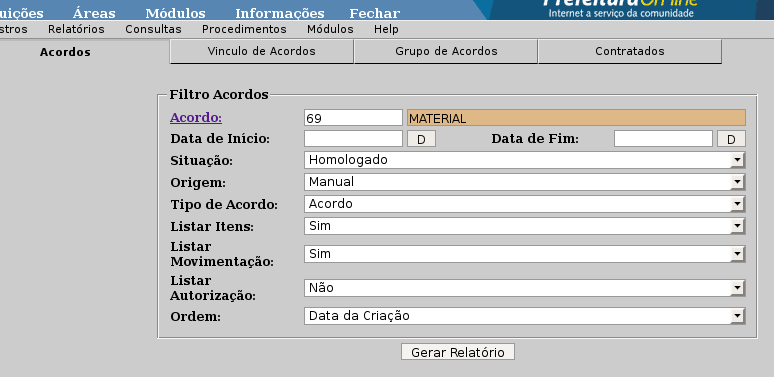 uições Áreas Módulos Informações Fechar
PrefeituraOnline
Internet a serviço da comunidade
stros Relatórios Consultas Procedimentos Módulos Help
Acordos Vinculo de Acordos Grupo de Acordos Contratados
Filtro Acordos
Acordo: 69 MATERIAL
Data de Início: D Data de Fim: D
Situação: Homologado
Origem: Manual
Tipo de Acordo: Acordo
Listar Itens: Sim
Listar
Movimentação: Sim
Listar
Autorização: Não
Ordem: Data da Criação
Gerar Relatório